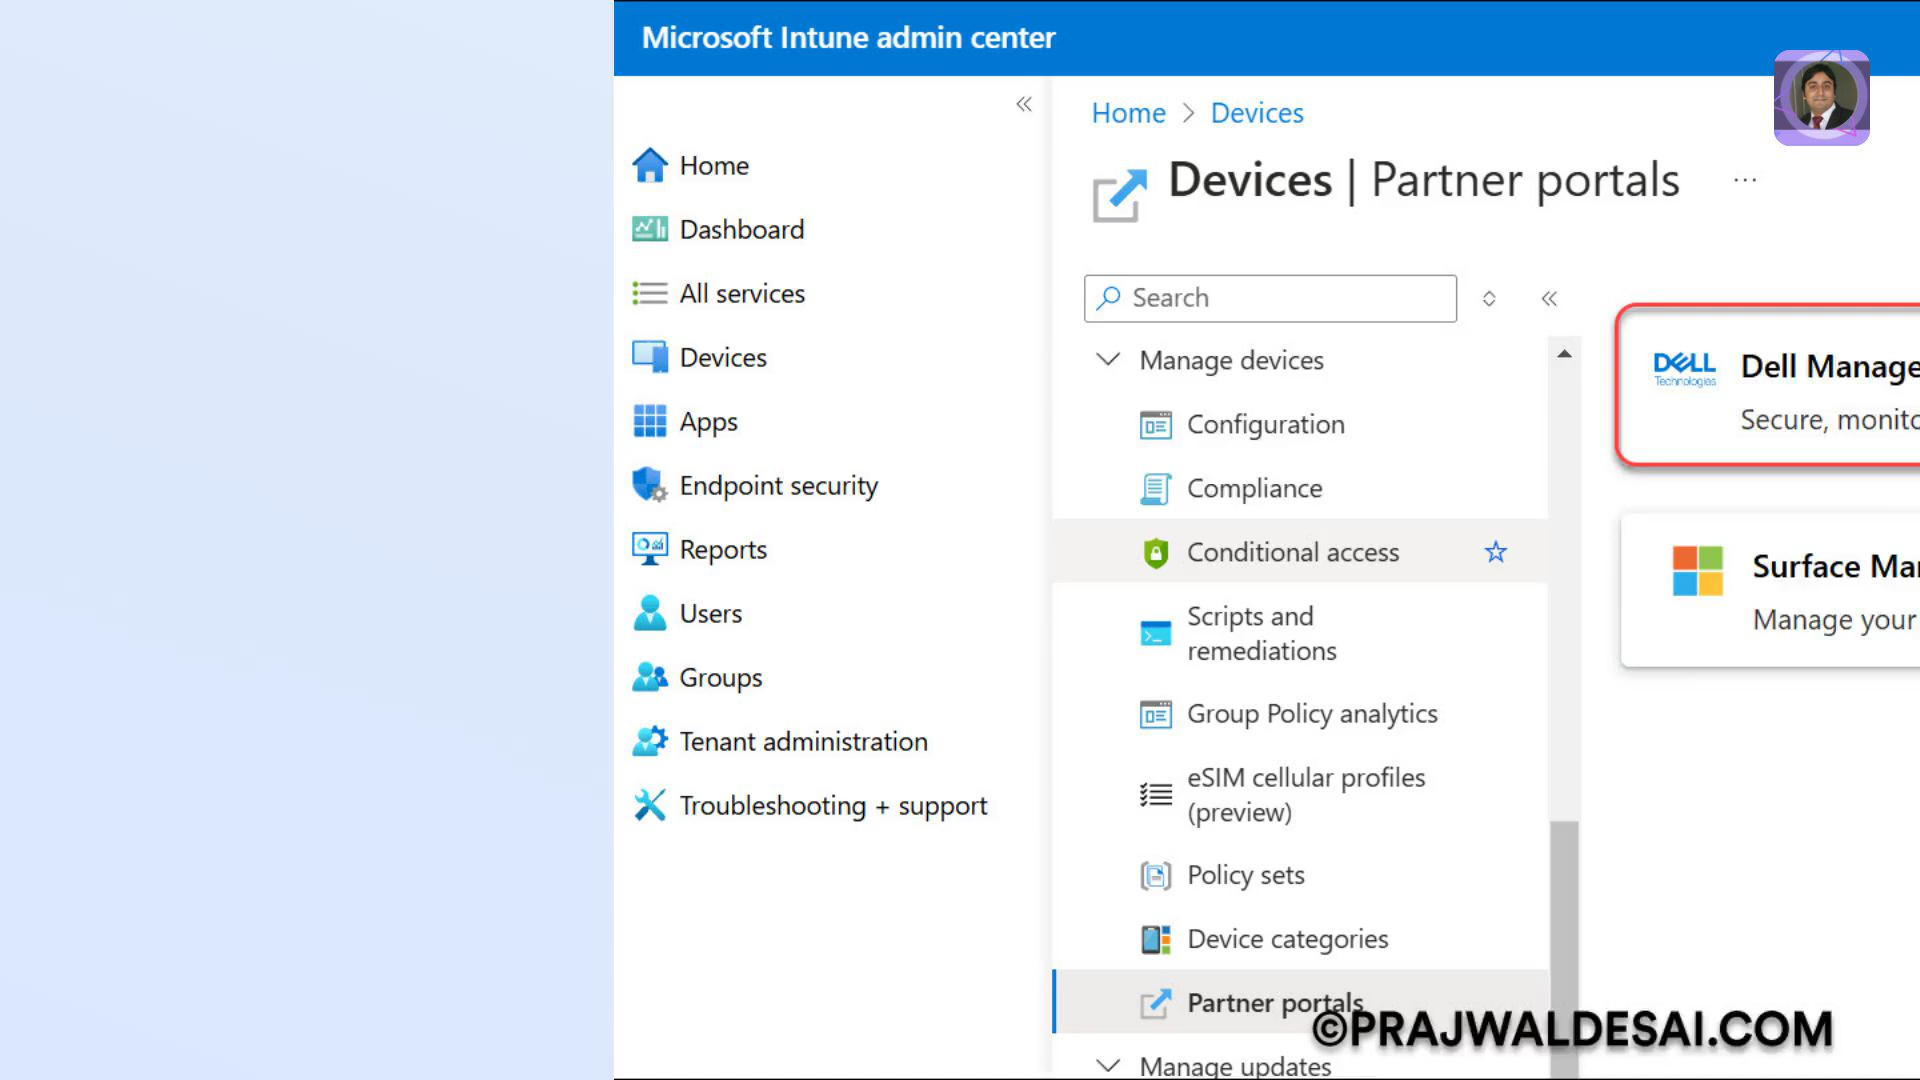 Microsoft Intune admin center
Home > Devices
Devices | Partner portals
Home
Dashboard
All services
Devices
Apps
Endpoint security
Reports
Users
Groups
Tenant administration
Troubleshooting + support
Search
Manage devices
Configuration
Compliance
Conditional access
Scripts and
remediations
Group Policy analytics
eSIM cellular profiles
(preview)
Policy sets
Device categories
Partner portals
Manage updates
DELL
Technologies
Dell Manage
Secure, monito
Surface Ma
Manage your
©PRAJWALDESAI.COM